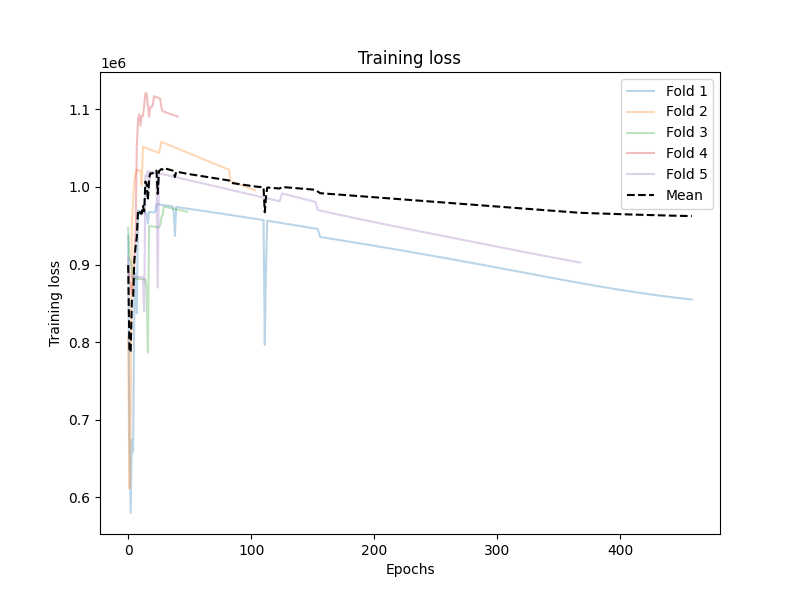 Training loss
1e6
1.1
1.0
0.9
0.8
0.7
0.6
Training loss
0
100
200
300
400
Epochs
Fold 1
Fold 2
Fold 3
Fold 4
Fold 5
Mean